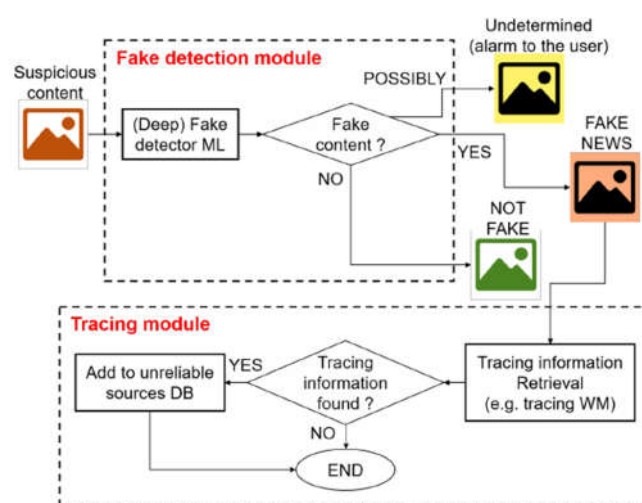 Undetermined
(alarm to the user)
Fake detection module
Suspicious
content
POSSIBLY
(Deep) Fake
detector ML
Fake
content ?
YES
FAKE
NEWS
NO
NOT
FAKE
Tracing module
Add to unreliable
sources DB
YES
Tracing
information
found ?
Tracing information
Retrieval
(e.g. tracing WM)
NO
END